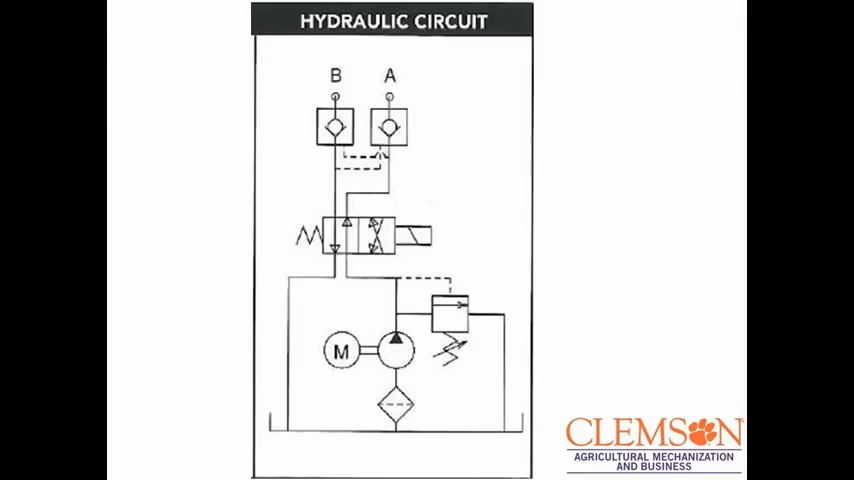 HYDRAULIC CIRCUIT
B A
M
CLEMSON
AGRICULTURAL MECHANIZATION
AND BUSINESS